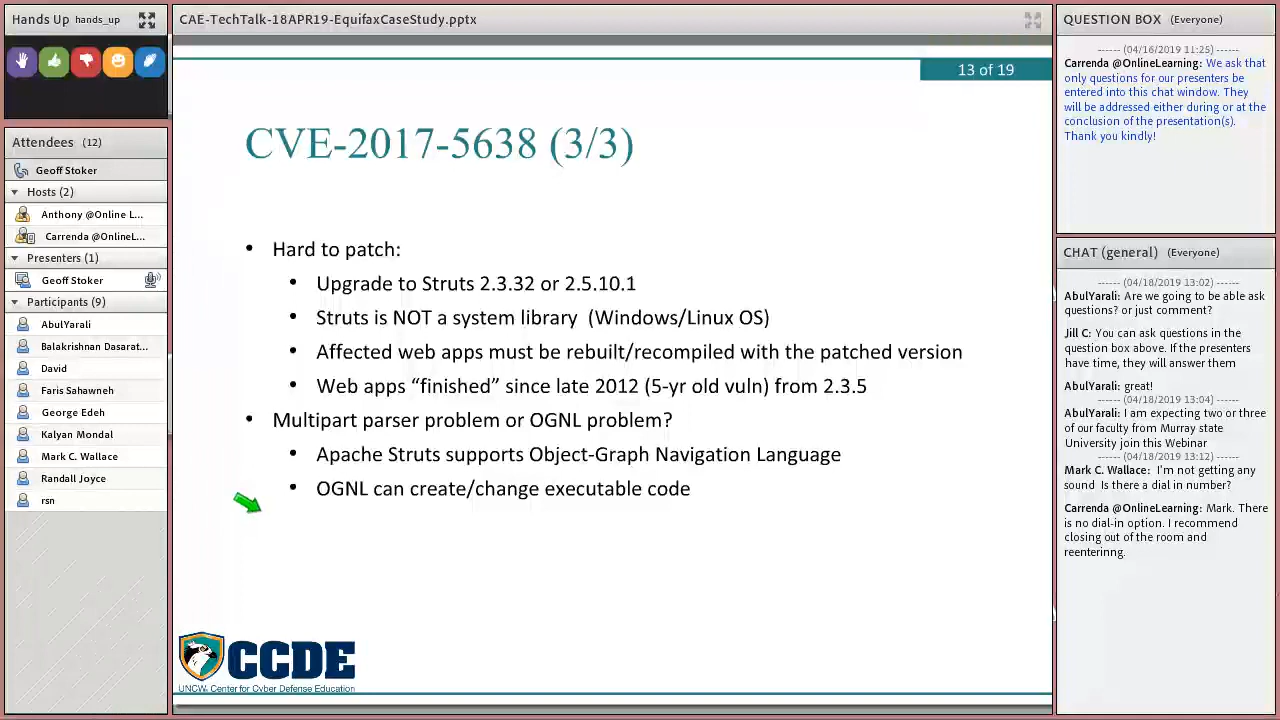 Hands Up hands_up
Attendees (12)
Geoff Stoker
Hosts (2)
Anthony @Online L...
Carrenda @OnlineL...
Presenters (1)
Geoff Stoker
Participants (9)
AbulYarali
Balakrishnan Dasarat...
David
Faris Sahawneh
George Edeh
Kalyan Mondal
Mark C. Wallace
Randall Joyce
rsn
CAE-TechTalk-18APR19-EquifaxCaseStudy.pptx
13 of 19
CVE-2017-5638 (3/3)
• Hard to patch:
• Upgrade to Struts 2.3.32 or 2.5.10.1
• Struts is NOT a system library (Windows/Linux OS)
• Affected web apps must be rebuilt/recompiled with the patched version
• Web apps “finished” since late 2012 (5-yr old vuln) from 2.3.5
• Multipart parser problem or OGNL problem?
• Apache Struts supports Object-Graph Navigation Language
• OGNL can create/change executable code
CCDE
UNCW: Center for Cyber Defense Education
QUESTION BOX (Everyone)
------ (04/16/2019 11:25) ------
Carrenda @OnlineLearning: We ask that
only questions for our presenters be
entered into this chat window. They
will be addressed either during or at the
conclusion of the presentation(s).
Thank you kindly!
CHAT (general) (Everyone)
------ (04/18/2019 13:02) ------
AbulYarali: Are we going to be able ask
questions? or just comment?
Jill C: You can ask questions in the
question box above. If the presenters
have time, they will answer them
AbulYarali: great!
------ (04/18/2019 13:04) ------
AbulYarali: I am expecting two or three
of our faculty from Murray state
University join this Webinar
------ (04/18/2019 13:12) ------
Mark C. Wallace: I'm not getting any
sound Is there a dial in number?
Carrenda @OnlineLearning: Mark. There
is no dial-in option. I recommend
closing out of the room and
reenterinng.